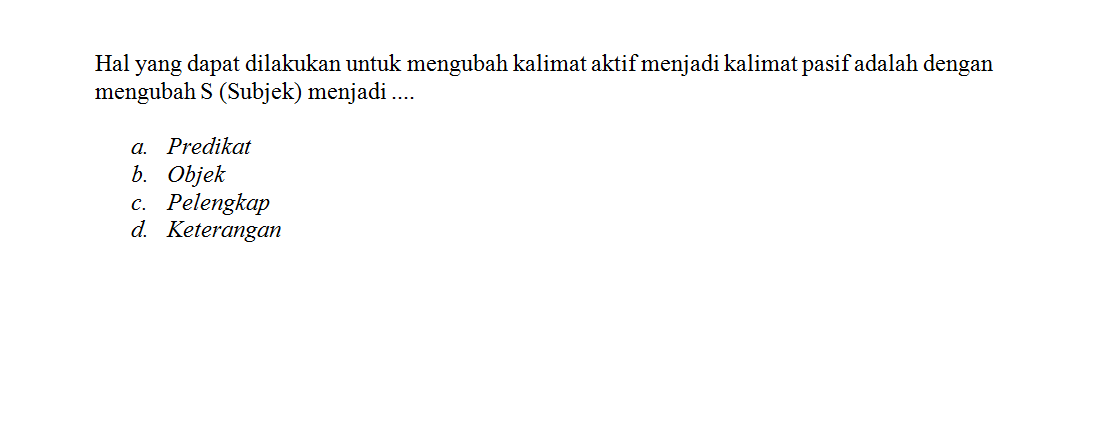 Hal yang dapat dilakukan untuk mengubah kalimat aktif menjadi kalimat pasif adalah dengan
mengubah S (Subjek) menjadi ....
a. Predikat
b. Objek
c. Pelengkap
d. Keterangan